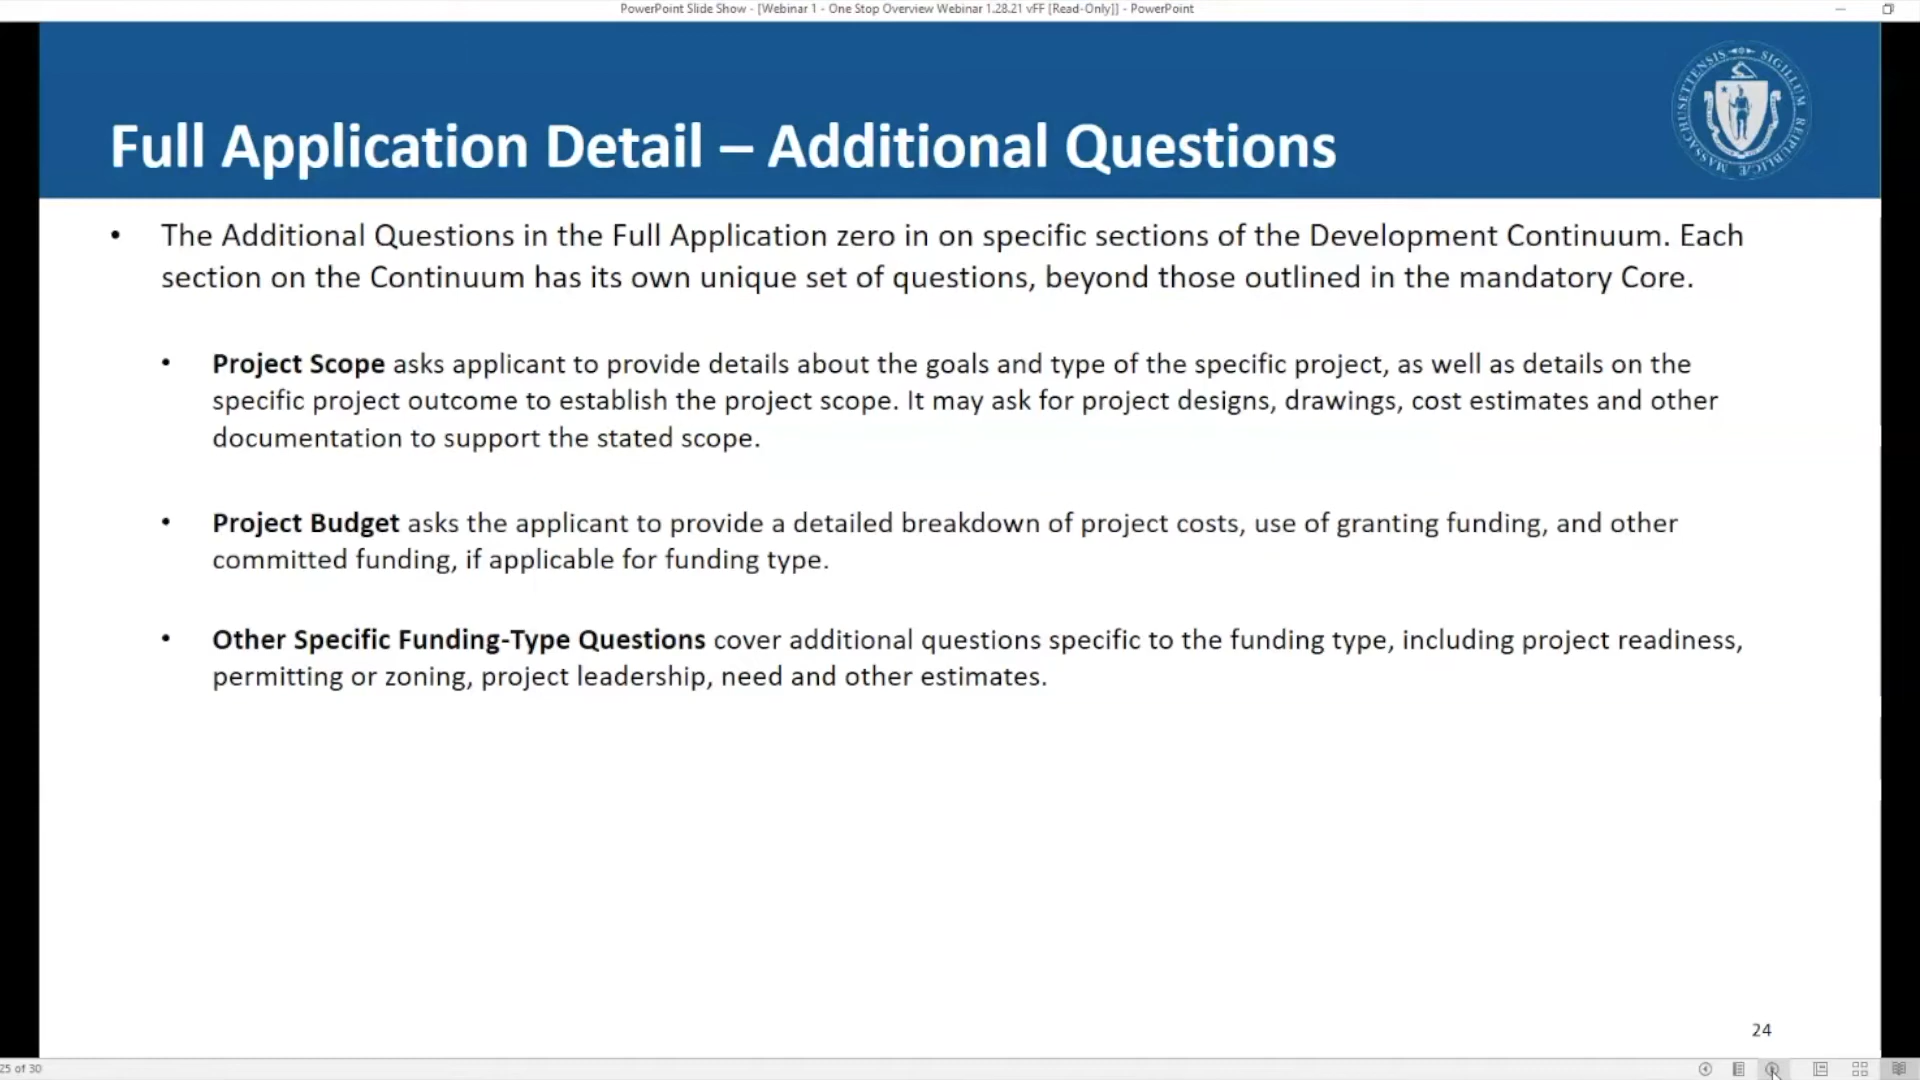 PowerPoint Slide Show - [Webinar 1 - One Stop Overview Webinar 1.28.21 vFF [Read-Only]] - PowerPoint
MASSACHUSETTENSIS SIGILLUM REIPUBLICÆ
Full Application Detail – Additional Questions
• The Additional Questions in the Full Application zero in on specific sections of the Development Continuum. Each
section on the Continuum has its own unique set of questions, beyond those outlined in the mandatory Core.
• Project Scope asks applicant to provide details about the goals and type of the specific project, as well as details on the
specific project outcome to establish the project scope. It may ask for project designs, drawings, cost estimates and other
documentation to support the stated scope.
• Project Budget asks the applicant to provide a detailed breakdown of project costs, use of granting funding, and other
committed funding, if applicable for funding type.
• Other Specific Funding-Type Questions cover additional questions specific to the funding type, including project readiness,
permitting or zoning, project leadership, need and other estimates.
24
25 of 30